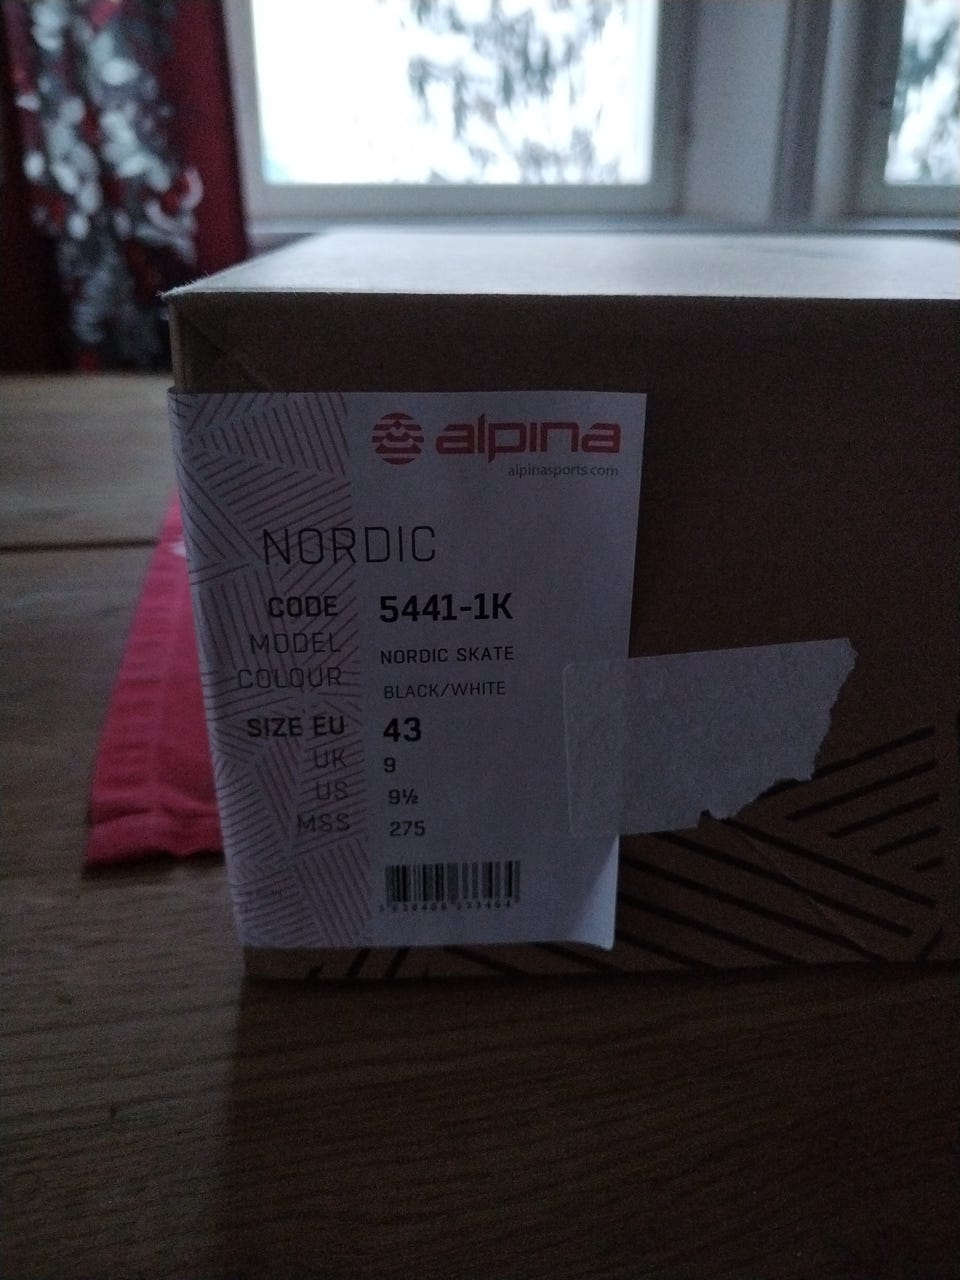 alpina
alpinasports.com
NORDIC
CODE 5441-1K
MODEL NORDIC SKATE
COLOUR BLACK/WHITE
SIZE EU 43
UK 9
US 9½
MSS 275